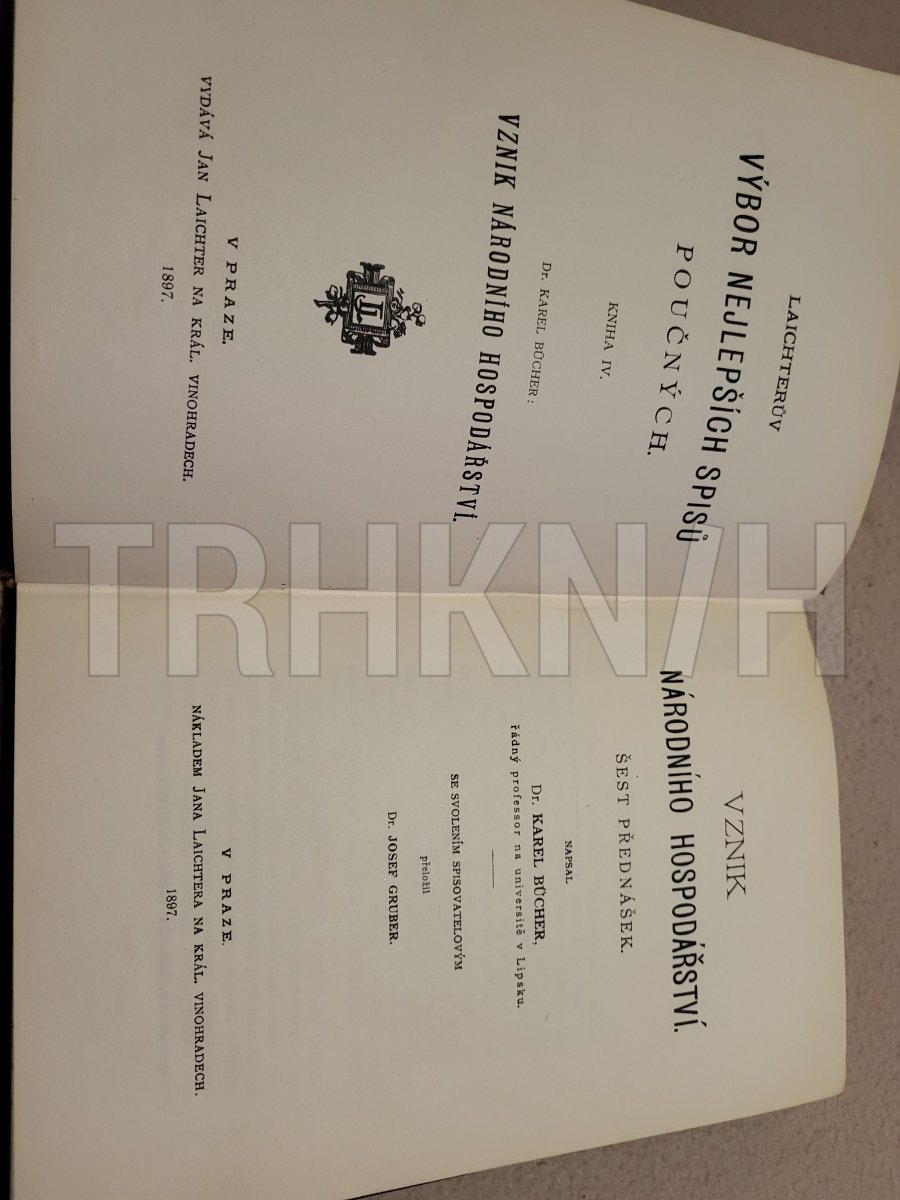 LAICHTERŮV
VÝBOR NEJLEPŠÍCH SPISŮ
POUČNÝCH.
KNIHA IV.
Dr. KAREL BÜCHER:
VZNIK NÁRODNÍHO HOSPODÁŘSTVÍ.
JL
V PRAZE.
VYDÁVÁ JAN LAICHTER NA KRÁL. VINOHRADECH.
1897.
VZNIK
NÁRODNÍHO HOSPODÁŘSTVÍ.
ŠEST PŘEDNÁŠEK.
NAPSAL
Dr. KAREL BÜCHER,
řádný professor na universitě v Lipsku.
SE SVOLENÍM SPISOVATELOVÝM
přeložil
Dr. JOSEF GRUBER.
V PRAZE.
NÁKLADEM JANA LAICHTERA NA KRÁL. VINOHRADECH.
1897.
TRHKNIH